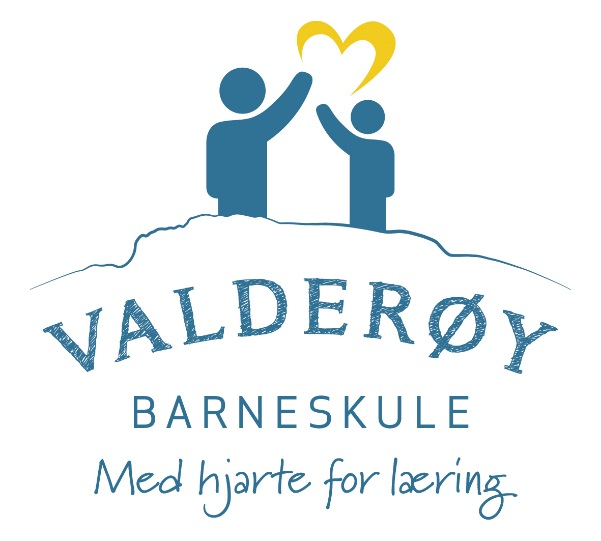 VALDERØY
BARNESKULE
Med hjarte for læring